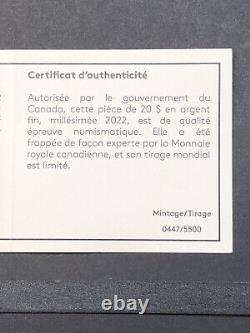 Certificat d'authenticité
Autorisée par le gouvernement du
Canada, cette pièce de 20 $ en argent
fin, millésimée 2022, est de qualité
épreuve numismatique. Elle a été
frappée de façon experte par la Monnaie
royale canadienne, et son tirage mondial
est limité.
Mintage/Tirage
0447/5500